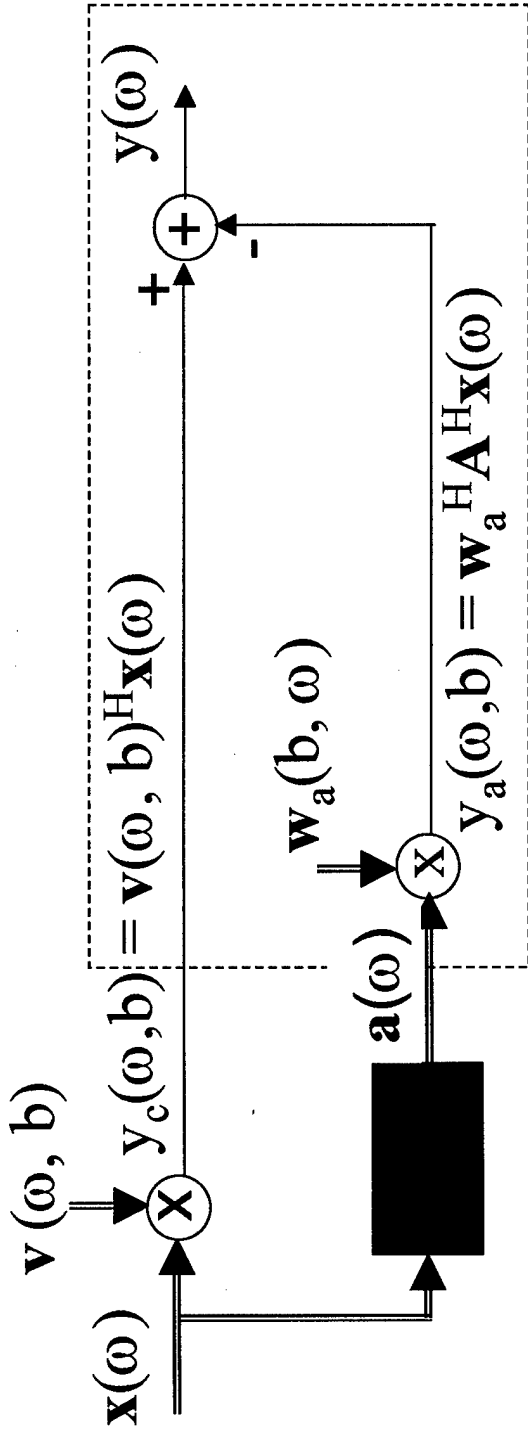 v (ω, b)
x(ω)
X
y_c(ω,b) = v(ω, b)^H x(ω)
+
+
y(ω)
-
w_a(b, ω)
a(ω)
X
y_a(ω,b) = w_a^H A^H x(ω)